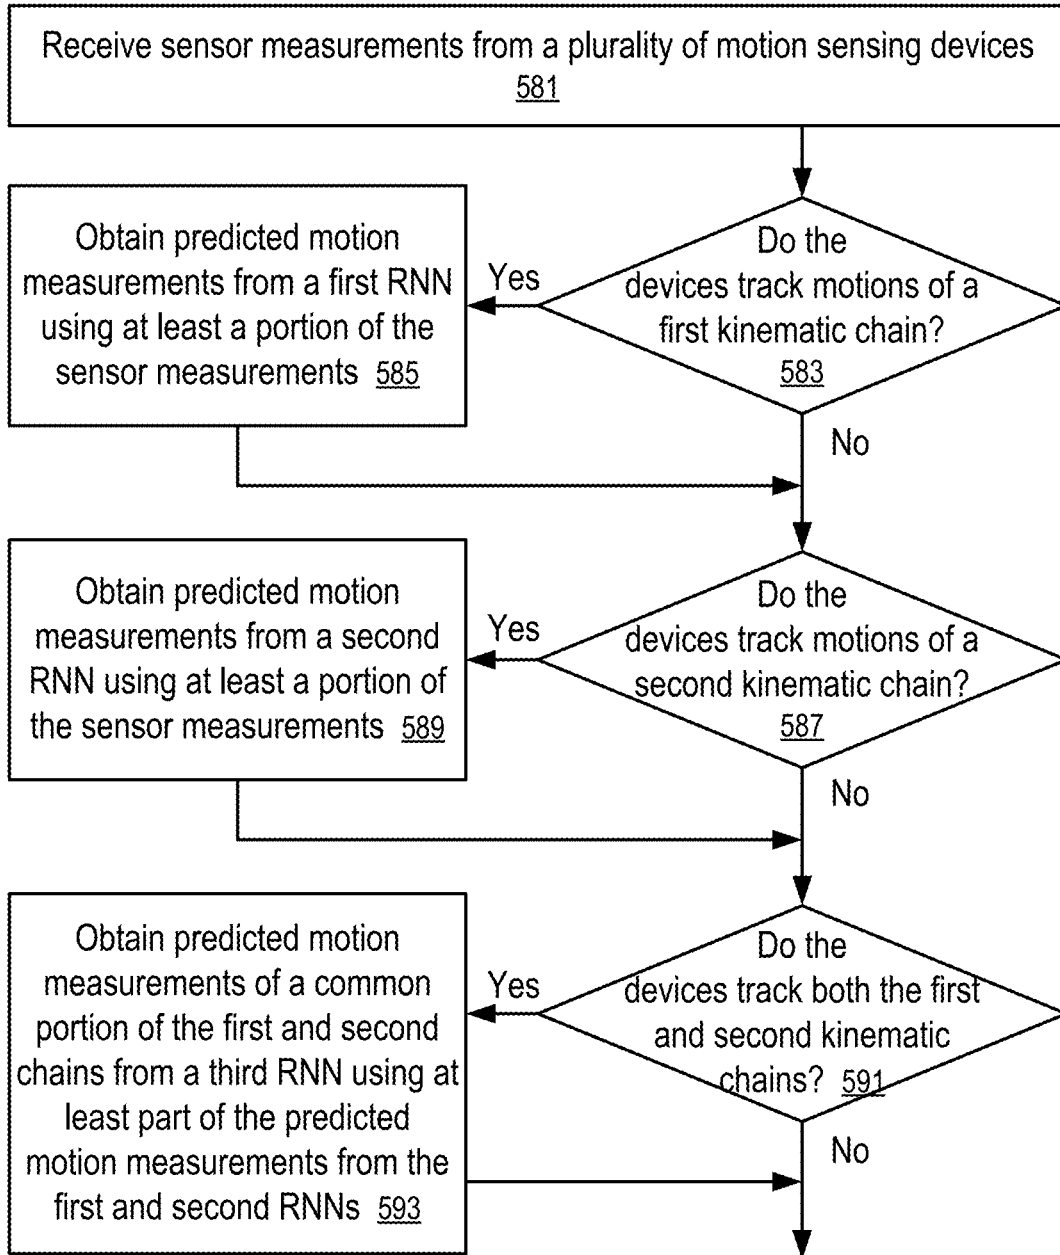 Receive sensor measurements from a plurality of motion sensing devices
581
Obtain predicted motion
measurements from a first RNN
using at least a portion of the
sensor measurements 585
Yes
Do the
devices track motions of a
first kinematic chain?
583
No
Obtain predicted motion
measurements from a second
RNN using at least a portion of
the sensor measurements 589
Yes
Do the
devices track motions of a
second kinematic chain?
587
No
Obtain predicted motion
measurements of a common
portion of the first and second
chains from a third RNN using at
least part of the predicted
motion measurements from the
first and second RNNs 593
Yes
Do the
devices track both the first
and second kinematic
chains? 591
No